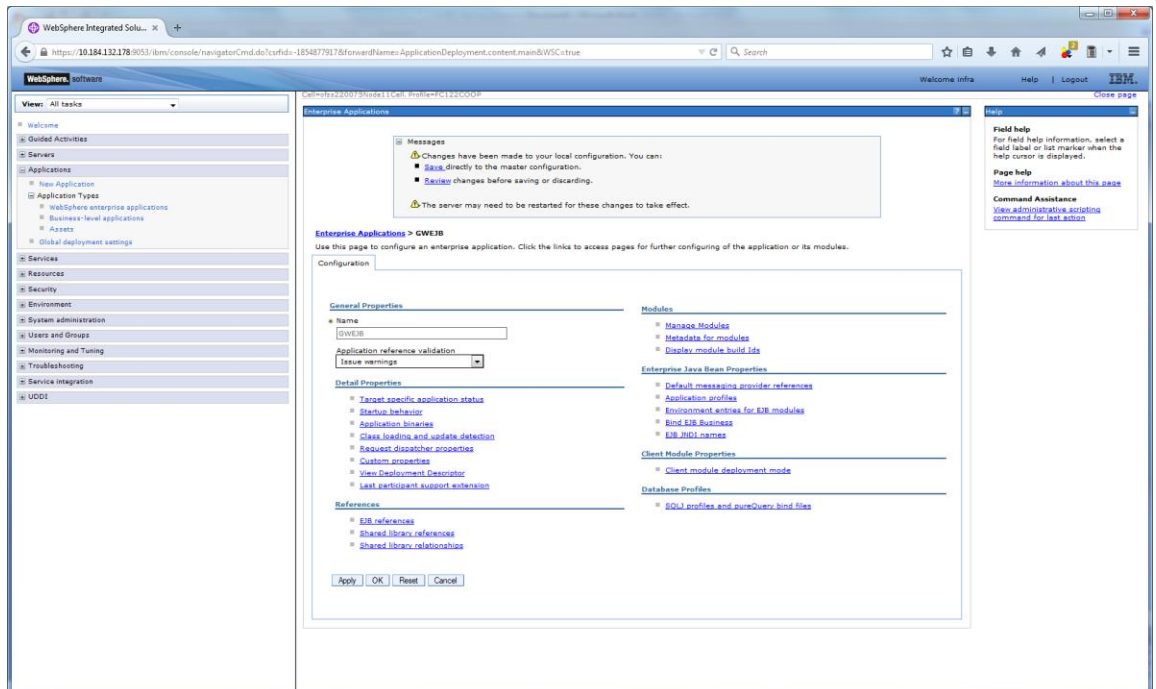 WebSphere Integrated Solu...
https://10.184.132.178:9053/ibm/console/navigatorCmd.do?csrfid=-1854877917&forwardName=ApplicationDeployment.content.main&WSC=true
Search
WebSphere. software
Welcome infra
Help | Logout
IBM.
View: All tasks
Welcome
Guided Activities
Servers
Applications
New Application
Application Types
WebSphere enterprise applications
Business-level applications
Assets
Global deployment settings
Services
Resources
Security
Environment
System administration
Users and Groups
Monitoring and Tuning
Troubleshooting
Service integration
UDDI
Close page
Enterprise Applications
Messages
Changes have been made to your local configuration. You can:
Save directly to the master configuration.
Review changes before saving or discarding.
The server may need to be restarted for these changes to take effect.
Enterprise Applications > GWEJB
Use this page to configure an enterprise application. Click the links to access pages for further configuring of the application or its modules.
Configuration
General Properties
Name
GWEJB
Application reference validation
Issue warnings
Detail Properties
Target specific application status
Startup behavior
Application binaries
Class loading and update detection
Request dispatcher properties
Custom properties
View Deployment Descriptor
Last participant support extension
References
EJB references
Shared library references
Shared library relationships
Modules
Manage Modules
Metadata for modules
Display module build Ids
Enterprise Java Bean Properties
Default messaging provider references
Application profiles
Environment entries for EJB modules
Bind EJB Business
EJB JNDI names
Client Module Properties
Client module deployment mode
Database Profiles
SQLJ profiles and pureQuery bind files
Apply OK Reset Cancel
Help
Field help
For field help information, select a
field label or list marker when the
help cursor is displayed.
Page help
More information about this page
Command Assistance
View administrative scripting
command for last action